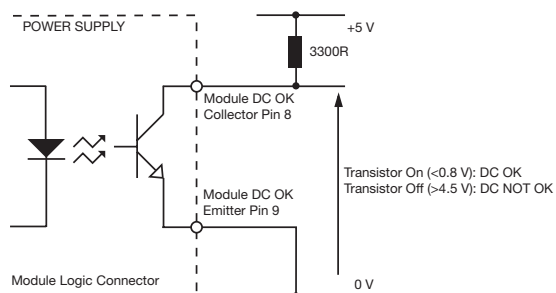 POWER SUPPLY
+5 V
3300R
Module DC OK
Collector Pin 8
Transistor On (<0.8 V): DC OK
Transistor Off (>4.5 V): DC NOT OK
Module DC OK
Emitter Pin 9
Module Logic Connector
0 V